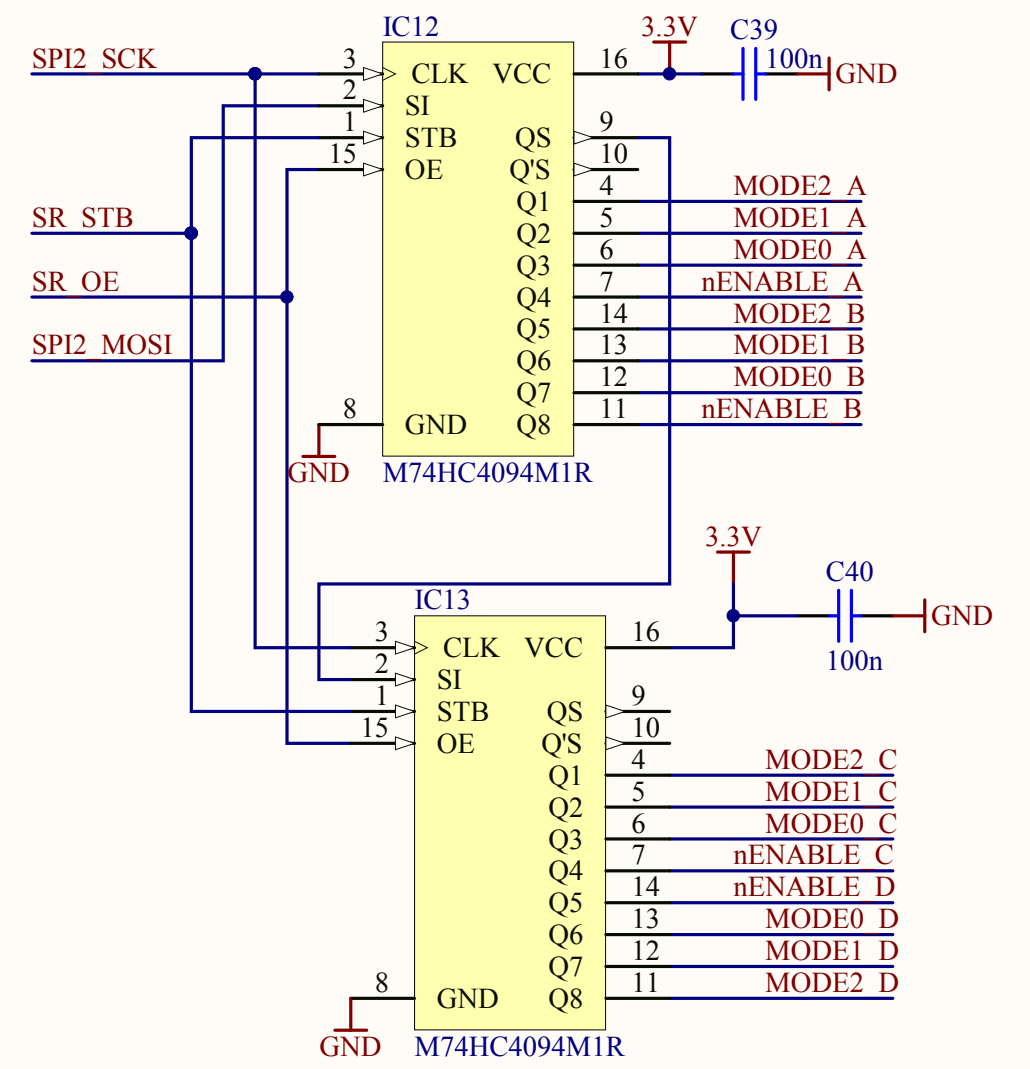 IC12
3.3V
C39
SPI2_SCK
3 CLK VCC 16
100n
GND
2 SI
1 STB QS 9
15 OE Q'S 10
Q1 4 MODE2_A
SR_STB
Q2 5 MODE1_A
Q3 6 MODE0_A
SR_OE
Q4 7 nENABLE_A
Q5 14 MODE2_B
SPI2_MOSI
Q6 13 MODE1_B
Q7 12 MODE0_B
8 GND Q8 11 nENABLE_B
GND
M74HC4094M1R
3.3V
C40
IC13
GND
3 CLK VCC 16
100n
2 SI
1 STB QS 9
15 OE Q'S 10
Q1 4 MODE2_C
Q2 5 MODE1_C
Q3 6 MODE0_C
Q4 7 nENABLE_C
Q5 14 nENABLE_D
Q6 13 MODE0_D
Q7 12 MODE1_D
8 GND Q8 11 MODE2_D
GND
M74HC4094M1R